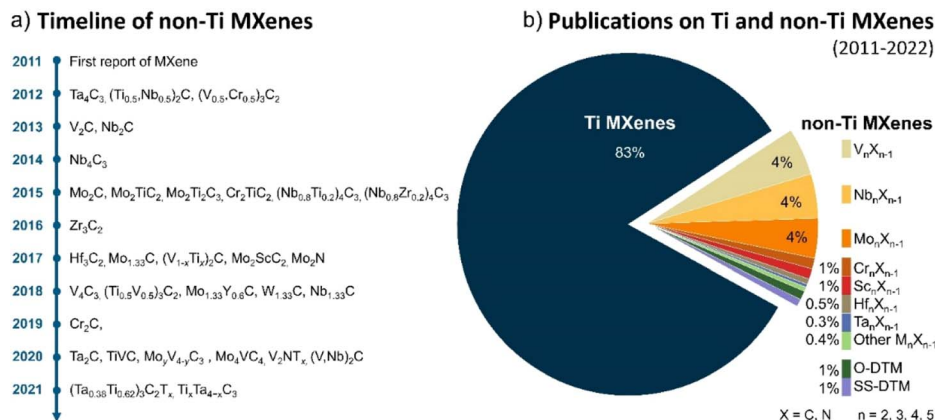 a) Timeline of non-Ti MXenes
2011 First report of MXene
2012 Ta₄C₃, (Ti₀.₅,Nb₀.₅)₂C, (V₀.₅,Cr₀.₅)₃C₂
2013 V₂C, Nb₂C
2014 Nb₄C₃
2015 Mo₂C, Mo₂TiC₂, Mo₂Ti₂C₃, Cr₂TiC₂, (Nb₀.₈Ti₀.₂)₄C₃, (Nb₀.₈Zr₀.₂)₄C₃
2016 Zr₃C₂
2017 Hf₃C₂, Mo₁.₃₃C, (V₁₋ₓTiₓ)₂C, Mo₂ScC₂, Mo₂N
2018 V₄C₃, (Ti₀.₅V₀.₅)₃C₂, Mo₁.₃₃Y₀.₆C, W₁.₃₃C, Nb₁.₃₃C
2019 Cr₂C,
2020 Ta₂C, TiVC, MoyV₄₋yC₃ , Mo₄VC₄, V₂NTₓ, (V,Nb)₂C
2021 (Ta₀.₃₈Ti₀.₆₂)₃C₂Tₓ, TiₓTa₄₋ₓC₃
b) Publications on Ti and non-Ti MXenes
(2011-2022)
Ti MXenes
83%
non-Ti MXenes
4% VₙXₙ₋₁
4% NbₙXₙ₋₁
4% MoₙXₙ₋₁
1% CrₙXₙ₋₁
1% ScₙXₙ₋₁
0.5% HfₙXₙ₋₁
0.3% TaₙXₙ₋₁
0.4% Other MₙXₙ₋₁
1% O-DTM
1% SS-DTM
X = C, N n = 2, 3, 4, 5